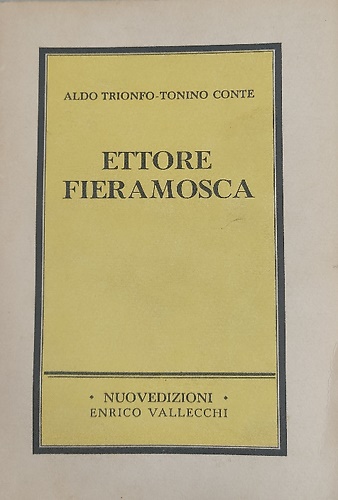 ALDO TRIONFO-TONINO CONTE
ETTORE
FIERAMOSCA
• NUOVEDIZIONI •
ENRICO VALLECCHI